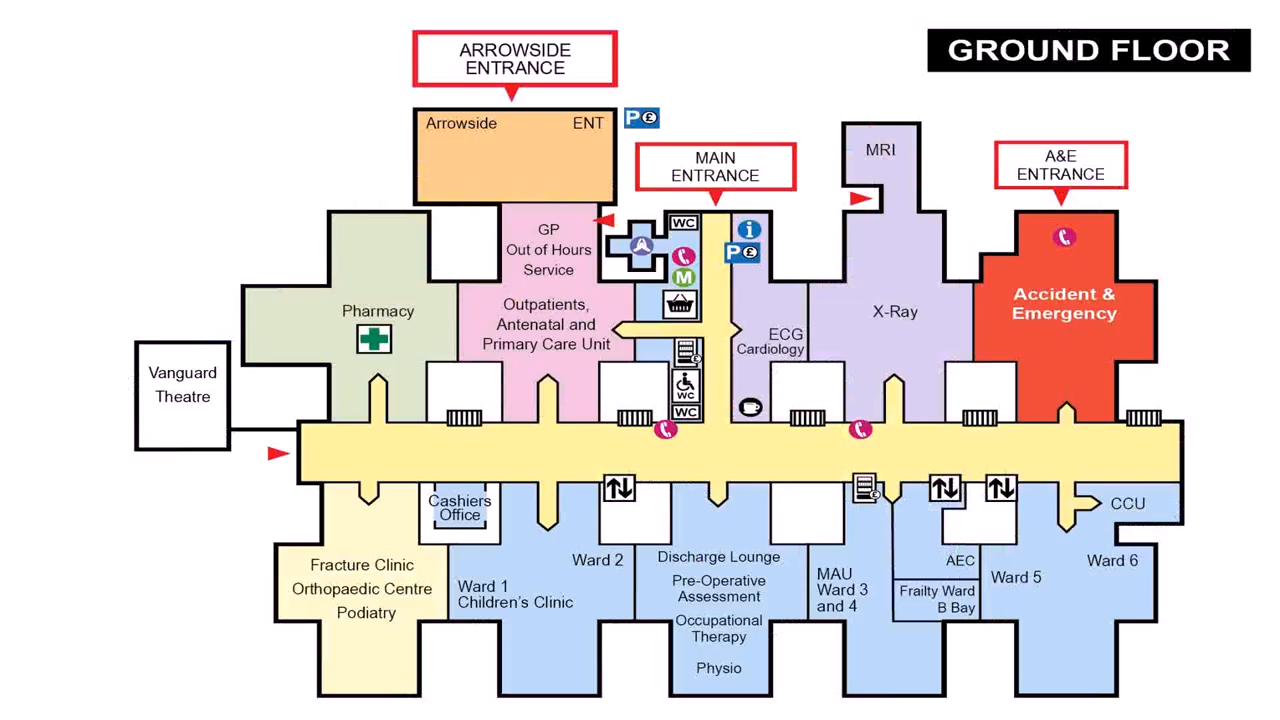 GROUND FLOOR
ARROWSIDE
ENTRANCE
Arrowside
ENT
P£
MAIN
ENTRANCE
MRI
A&E
ENTRANCE
GP
Out of Hours
Service
WC
i
P£
M
Pharmacy
Outpatients,
Antenatal and
Primary Care Unit
ECG
Cardiology
X-Ray
Accident &
Emergency
£
WC
WC
Vanguard
Theatre
Cashiers
Office
£
CCU
Fracture Clinic
Orthopaedic Centre
Podiatry
Ward 2
Ward 1
Children's Clinic
Discharge Lounge
Pre-Operative
Assessment
Occupational
Therapy
Physio
MAU
Ward 3
and 4
AEC
Frailty Ward
B Bay
Ward 5
Ward 6